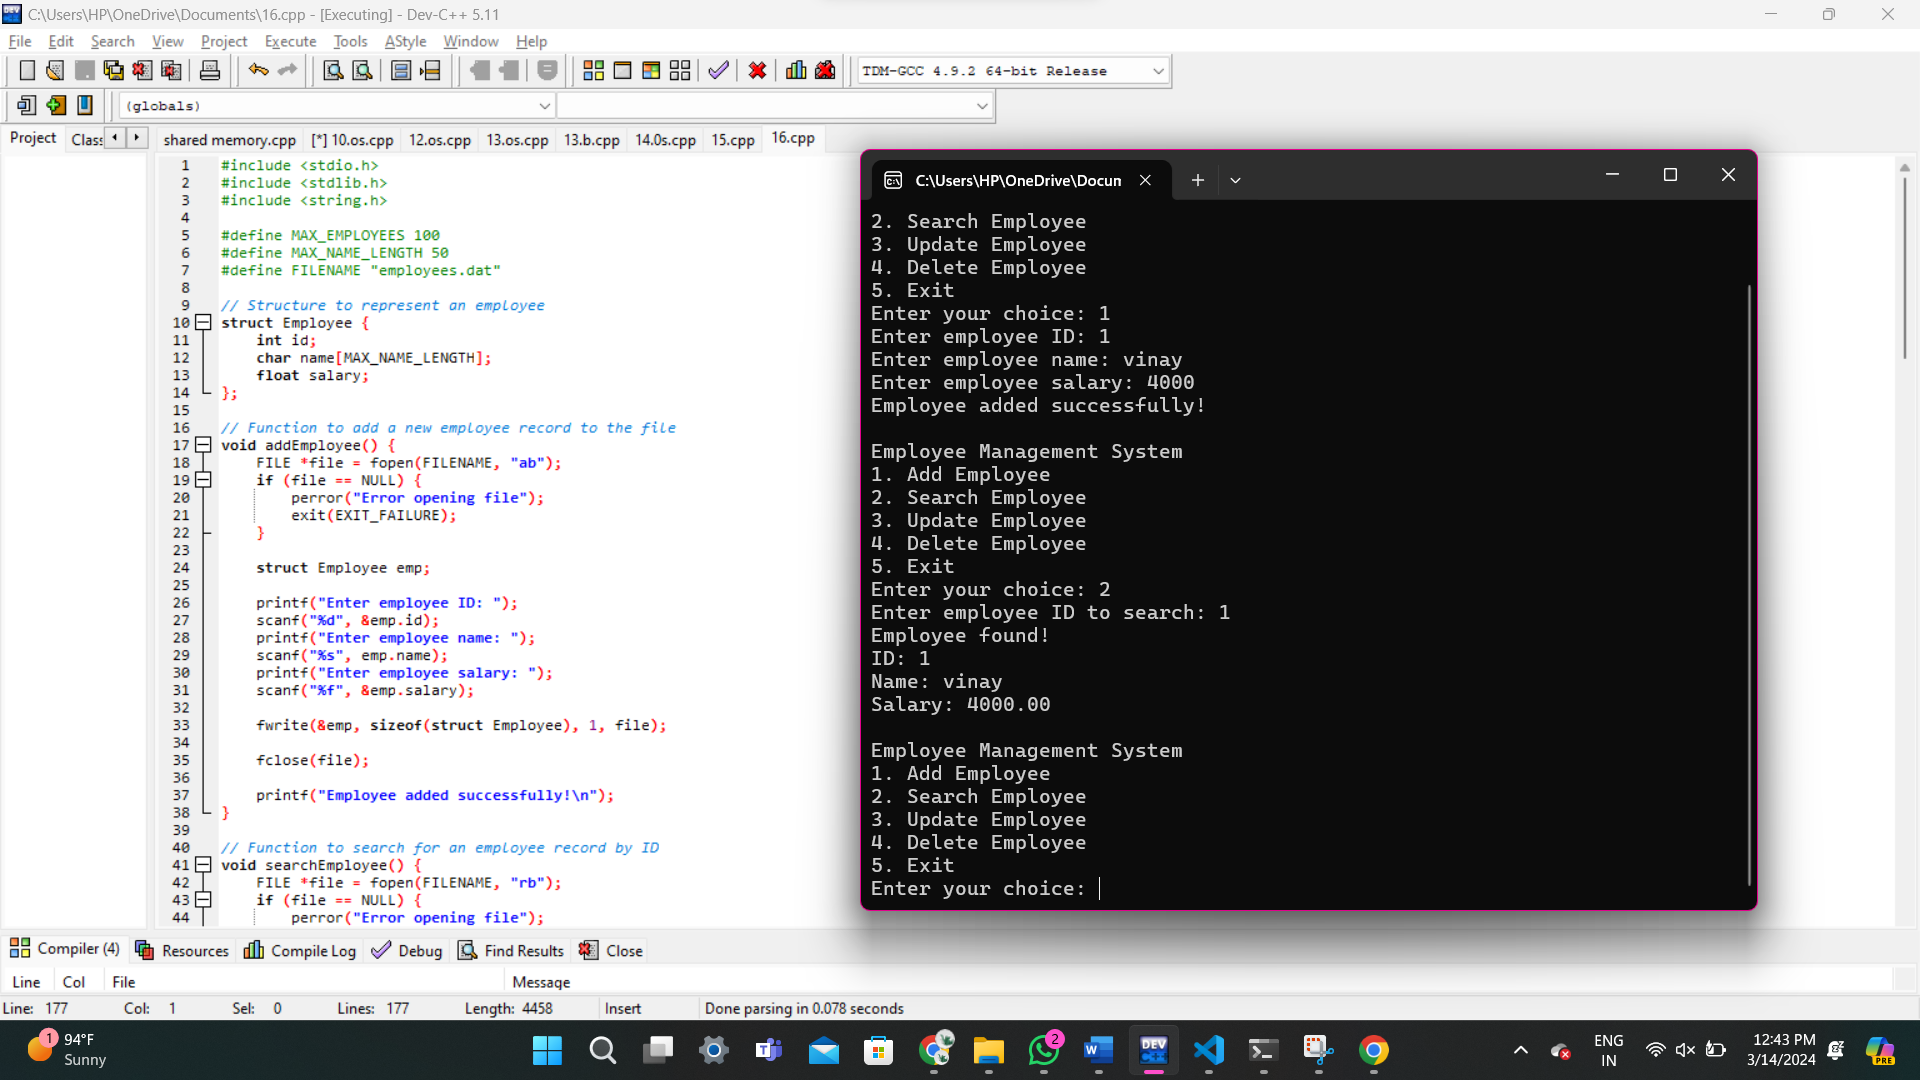 C:\Users\HP\OneDrive\Documents\16.cpp - [Executing] - Dev-C++ 5.11
File Edit Search View Project Execute Tools AStyle Window Help
TDM-GCC 4.9.2 64-bit Release
(globals)
Project Clas
shared memory.cpp [*] 10.os.cpp 12.os.cpp 13.os.cpp 13.b.cpp 14.0s.cpp 15.cpp 16.cpp
1 #include <stdio.h>
2 #include <stdlib.h>
3 #include <string.h>
4
5 #define MAX_EMPLOYEES 100
6 #define MAX_NAME_LENGTH 50
7 #define FILENAME "employees.dat"
8
9 // Structure to represent an employee
10 struct Employee {
11 int id;
12 char name[MAX_NAME_LENGTH];
13 float salary;
14 };
15
16 // Function to add a new employee record to the file
17 void addEmployee() {
18 FILE *file = fopen(FILENAME, "ab");
19 if (file == NULL) {
20 perror("Error opening file");
21 exit(EXIT_FAILURE);
22 }
23
24 struct Employee emp;
25
26 printf("Enter employee ID: ");
27 scanf("%d", &emp.id);
28 printf("Enter employee name: ");
29 scanf("%s", emp.name);
30 printf("Enter employee salary: ");
31 scanf("%f", &emp.salary);
32
33 fwrite(&emp, sizeof(struct Employee), 1, file);
34
35 fclose(file);
36
37 printf("Employee added successfully!\n");
38 }
39
40 // Function to search for an employee record by ID
41 void searchEmployee() {
42 FILE *file = fopen(FILENAME, "rb");
43 if (file == NULL) {
44 perror("Error opening file");
C:\Users\HP\OneDrive\Docun
2. Search Employee
3. Update Employee
4. Delete Employee
5. Exit
Enter your choice: 1
Enter employee ID: 1
Enter employee name: vinay
Enter employee salary: 4000
Employee added successfully!
Employee Management System
1. Add Employee
2. Search Employee
3. Update Employee
4. Delete Employee
5. Exit
Enter your choice: 2
Enter employee ID to search: 1
Employee found!
ID: 1
Name: vinay
Salary: 4000.00
Employee Management System
1. Add Employee
2. Search Employee
3. Update Employee
4. Delete Employee
5. Exit
Enter your choice:
Compiler (4) Resources Compile Log Debug Find Results Close
Line Col File Message
Line: 177 Col: 1 Sel: 0 Lines: 177 Length: 4458 Insert Done parsing in 0.078 seconds
1 94°F
Sunny
2
DEV
ENG
IN
12:43 PM
3/14/2024
PRE